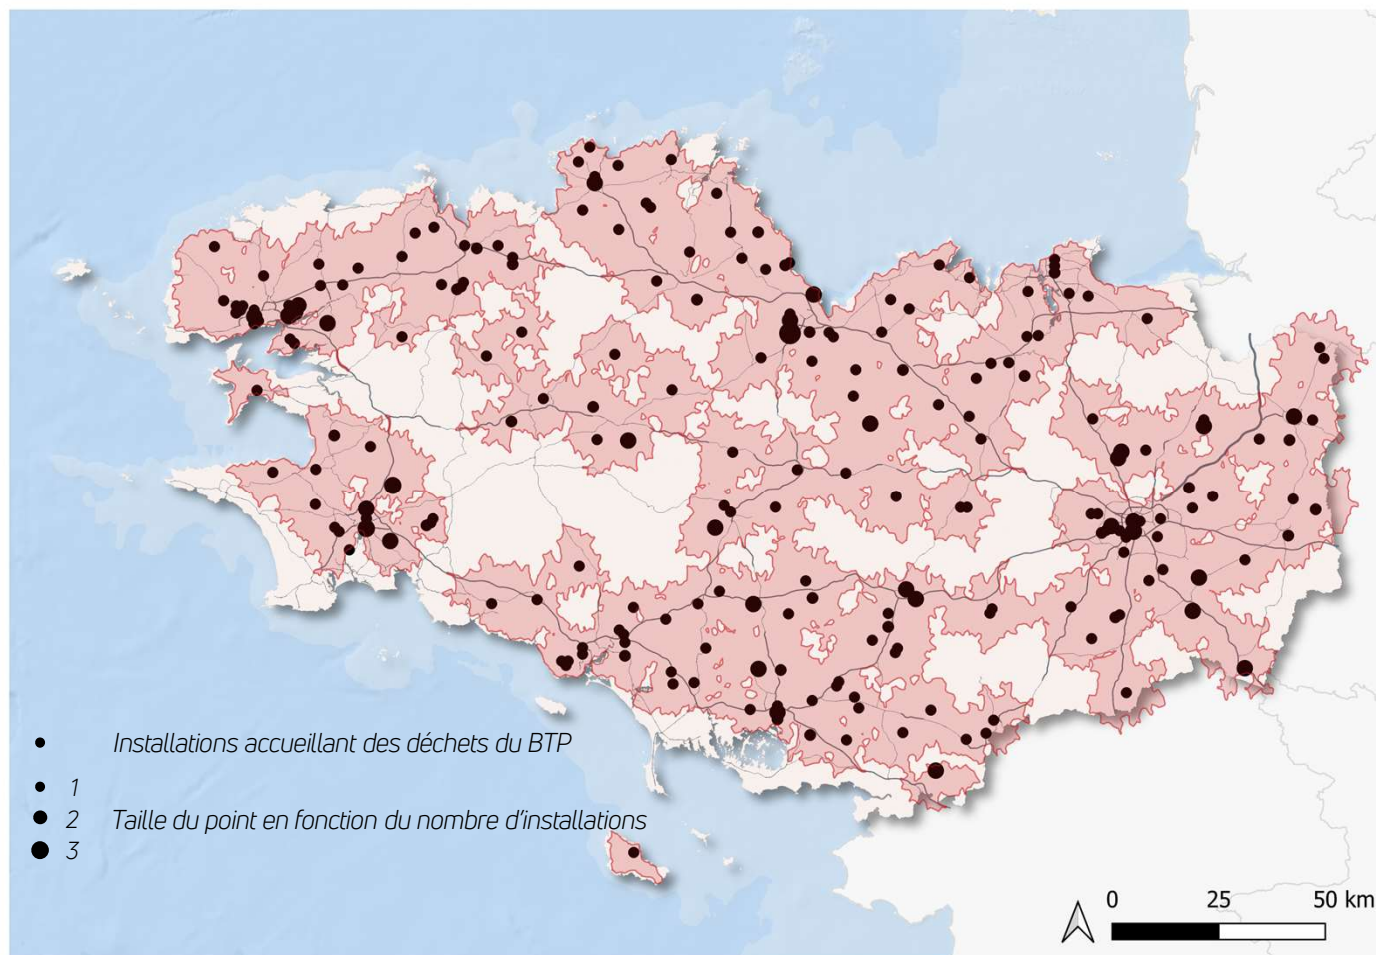 Installations accueillant des déchets du BTP
1
2 Taille du point en fonction du nombre d'installations
3
0 25 50 km